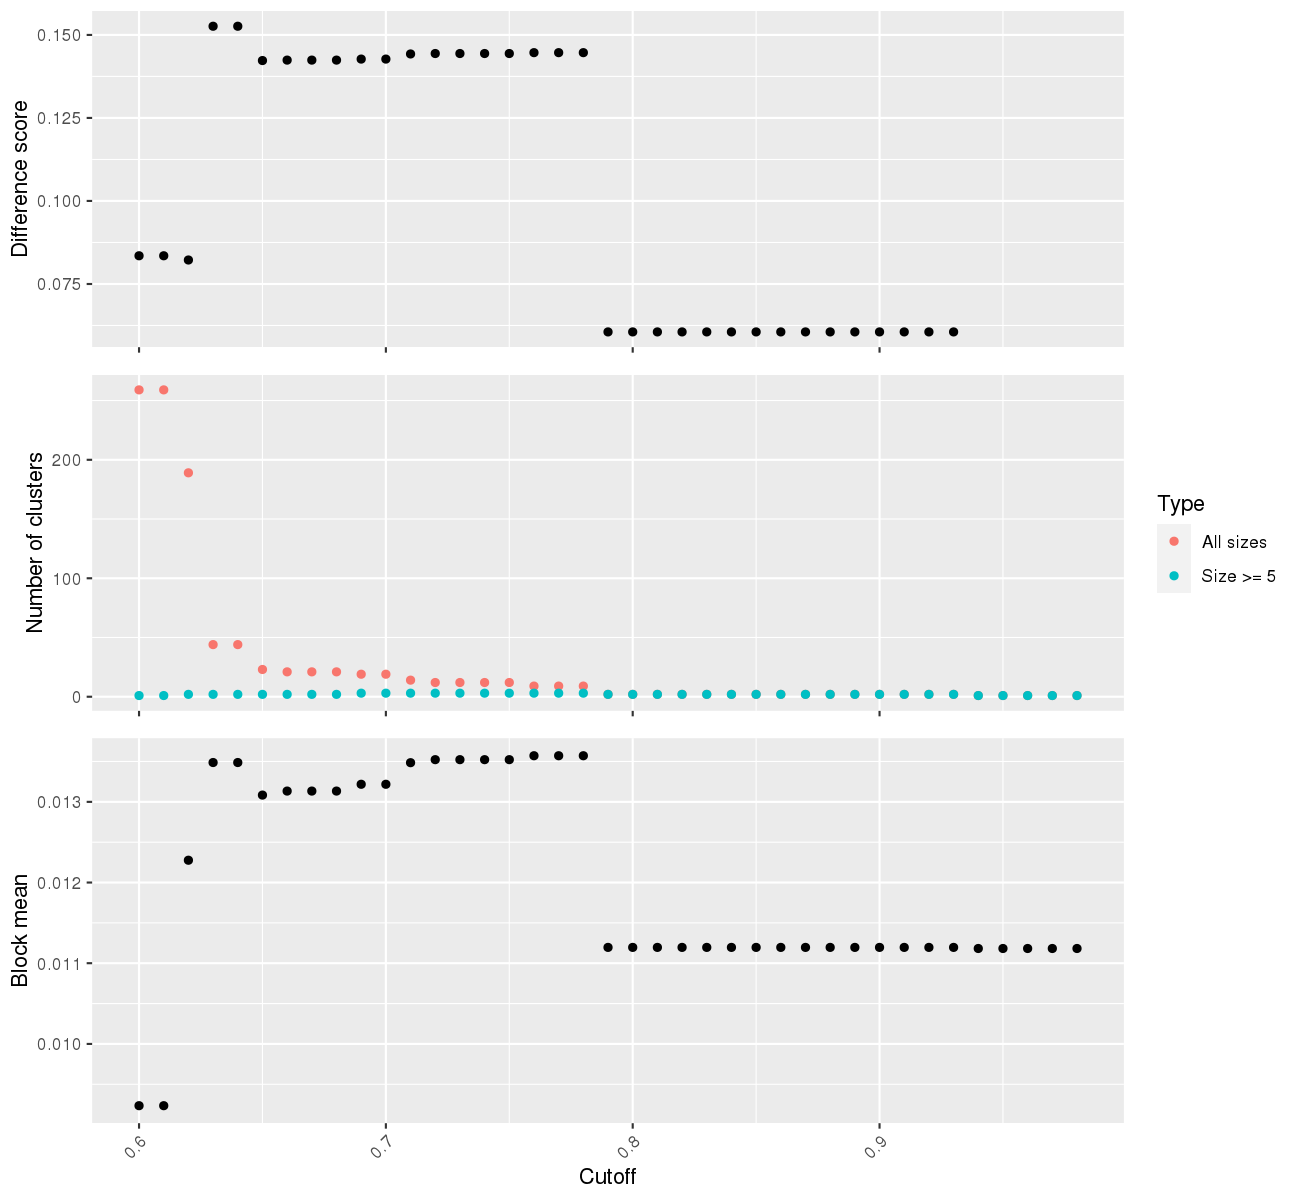 0.150
0.125
0.100
0.075
Difference score
200
100
0
Number of clusters
Type
All sizes
Size >= 5
0.013
0.012
0.011
0.010
Block mean
0.6
0.7
0.8
0.9
Cutoff